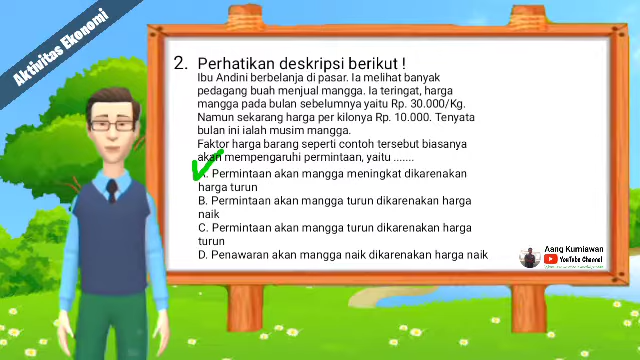 Aktivitas Ekonomi
2. Perhatikan deskripsi berikut !
Ibu Andini berbelanja di pasar. Ia melihat banyak
pedagang buah menjual mangga. Ia teringat, harga
mangga pada bulan sebelumnya yaitu Rp. 30.000/Kg.
Namun sekarang harga per kilonya Rp. 10.000. Tenyata
bulan ini ialah musim mangga.
Faktor harga barang seperti contoh tersebut biasanya
akan mempengaruhi permintaan, yaitu .......
A. Permintaan akan mangga meningkat dikarenakan
harga turun
B. Permintaan akan mangga turun dikarenakan harga
naik
C. Permintaan akan mangga turun dikarenakan harga
turun
D. Penawaran akan mangga naik dikarenakan harga naik
Aang Kurniawan
YouTube Channel